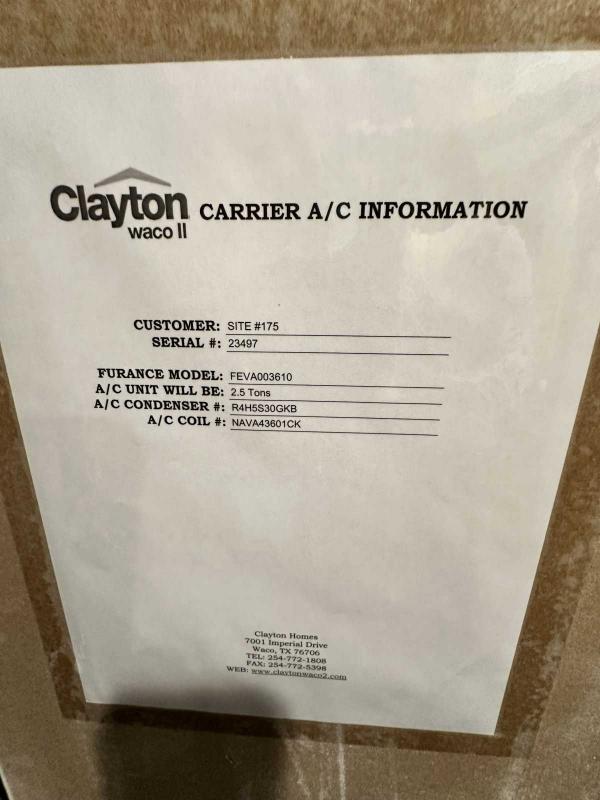 Clayton
waco II
CARRIER A/C INFORMATION
CUSTOMER: SITE #175
SERIAL #: 23497
FURANCE MODEL: FEVA003610
A/C UNIT WILL BE: 2.5 Tons
A/C CONDENSER #: R4H5S30GKB
A/C COIL #: NAVA43601CK
Clayton Homes
7001 Imperial Drive
Waco, TX 76706
TEL: 254-772-1808
FAX: 254-772-5398
WEB: www.claytonwaco2.com